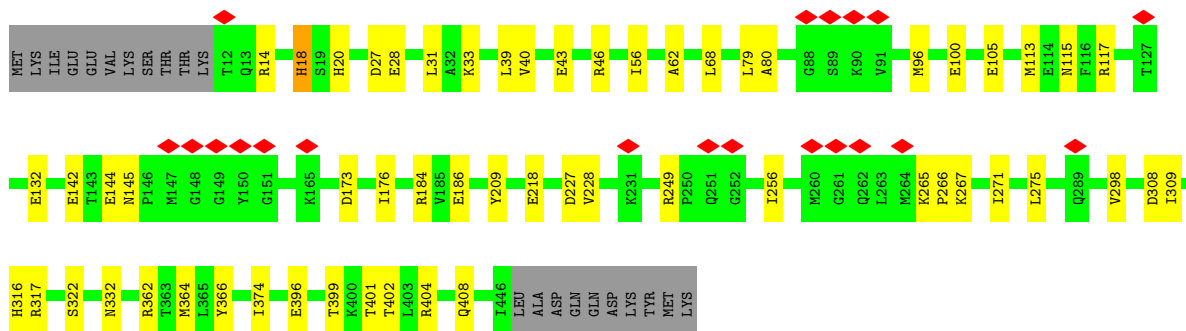 MET LYS ILE GLU GLU VAL LYS SER THR THR LYS T12 Q13 R14 H18 S19 H20 D27 E28 L31 A32 K33 L39 V40 E43 R46 I56 A62 L68 L79 A80 G88 S89 K90 V91 M96 E100 E105 M113 E114 N115 F116 R117 T127
E132 E142 T143 E144 N145 P146 M147 G148 G149 Y150 G151 K165 D173 I176 R184 V185 E186 Y209 E218 D227 V228 K231 R249 P250 Q251 G252 I256 M260 G261 Q262 L263 M264 K265 P266 K267 I271 L275 Q289 V298 D308 I309
H316 R317 S322 N332 R362 T363 M364 L365 Y366 I374 E396 T399 K400 T401 T402 L403 R404 Q408 I446 LEU ALA ASP GLN GLN ASP LYS TYR MET LYS